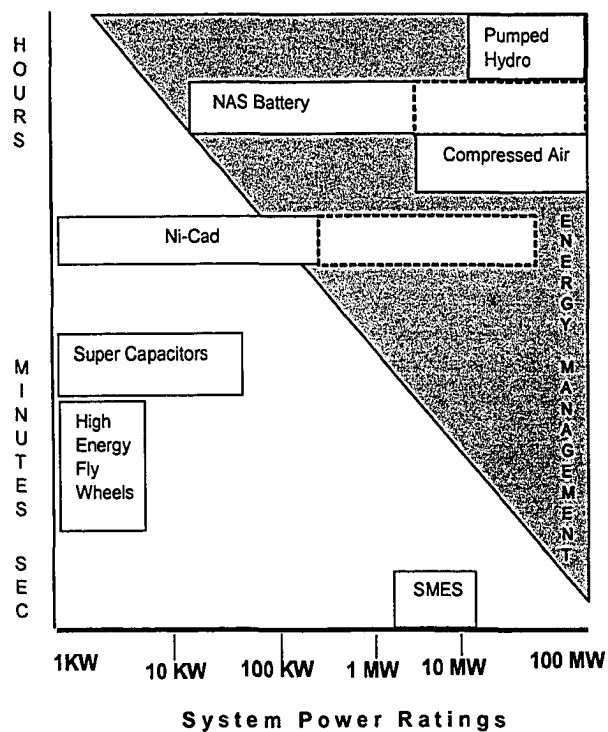 HOURS
MINUTES SEC
Pumped
Hydro
NAS Battery
Compressed Air
Ni-Cad
ENERGY MANAGEMENT
Super Capacitors
High
Energy
Fly
Wheels
SMES
1KW 10 KW 100 KW 1 MW 10 MW 100 MW
System Power Ratings